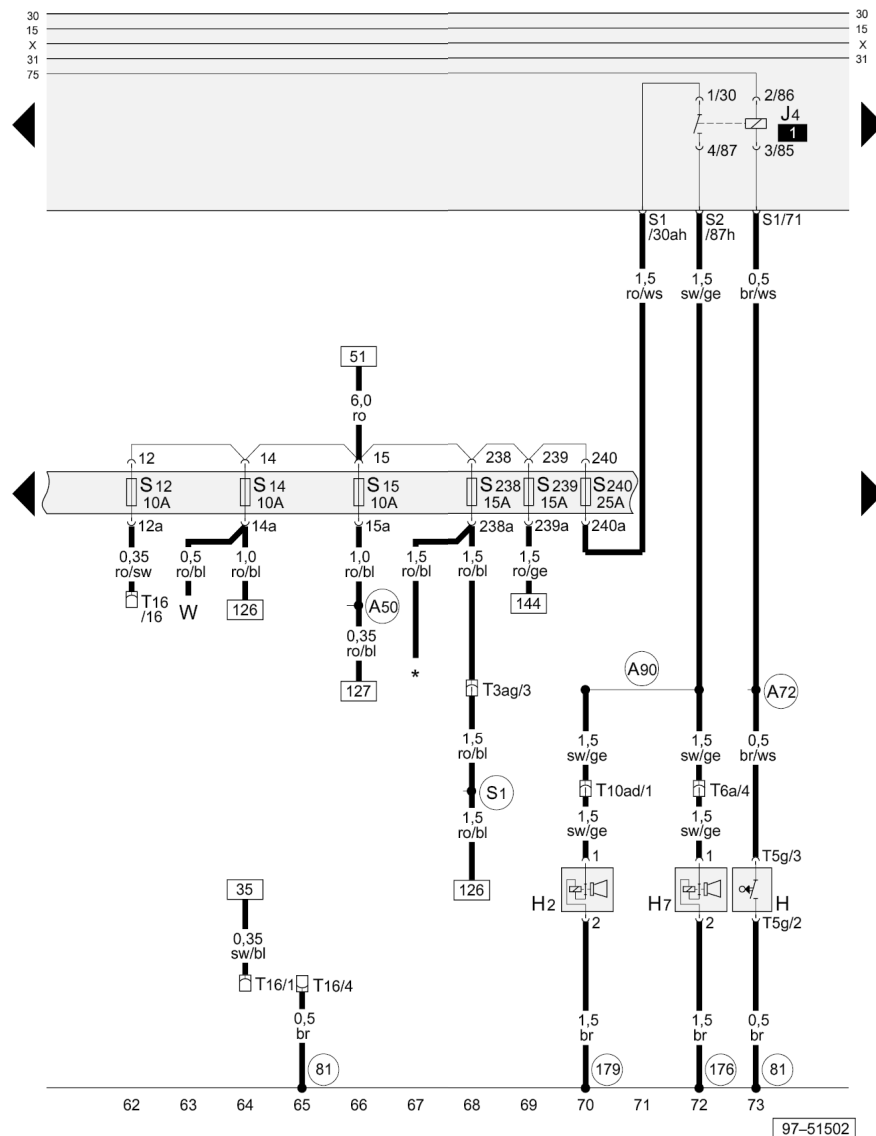 30
15
X
31
75
30
15
X
31
1/30
2/86
J4
1
4/87
3/85
S1
/30ah
S2
/87h
S1/71
1,5
ro/ws
1,5
sw/ge
0,5
br/ws
51
6,0
ro
12
14
15
238
239
240
S12
10A
S14
10A
S15
10A
S238
15A
S239
15A
S240
25A
12a
14a
15a
238a
239a
240a
0,35
ro/sw
0,5
ro/bl
1,0
ro/bl
1,0
ro/bl
1,5
ro/bl
1,5
ro/bl
1,5
ro/ge
T16
/16
W
126
A50
144
0,35
ro/bl
127
*
T3ag/3
A90
A72
1,5
ro/bl
1,5
sw/ge
1,5
sw/ge
0,5
br/ws
S1
T10ad/1
T6a/4
1,5
ro/bl
1,5
sw/ge
1,5
sw/ge
1
1
T5g/3
35
126
H2
H7
H
2
2
T5g/2
0,35
sw/bl
T16/1
T16/4
0,5
br
1,5
br
1,5
br
0,5
br
81
179
176
81
62 63 64 65 66 67 68 69 70 71 72 73
97–51502